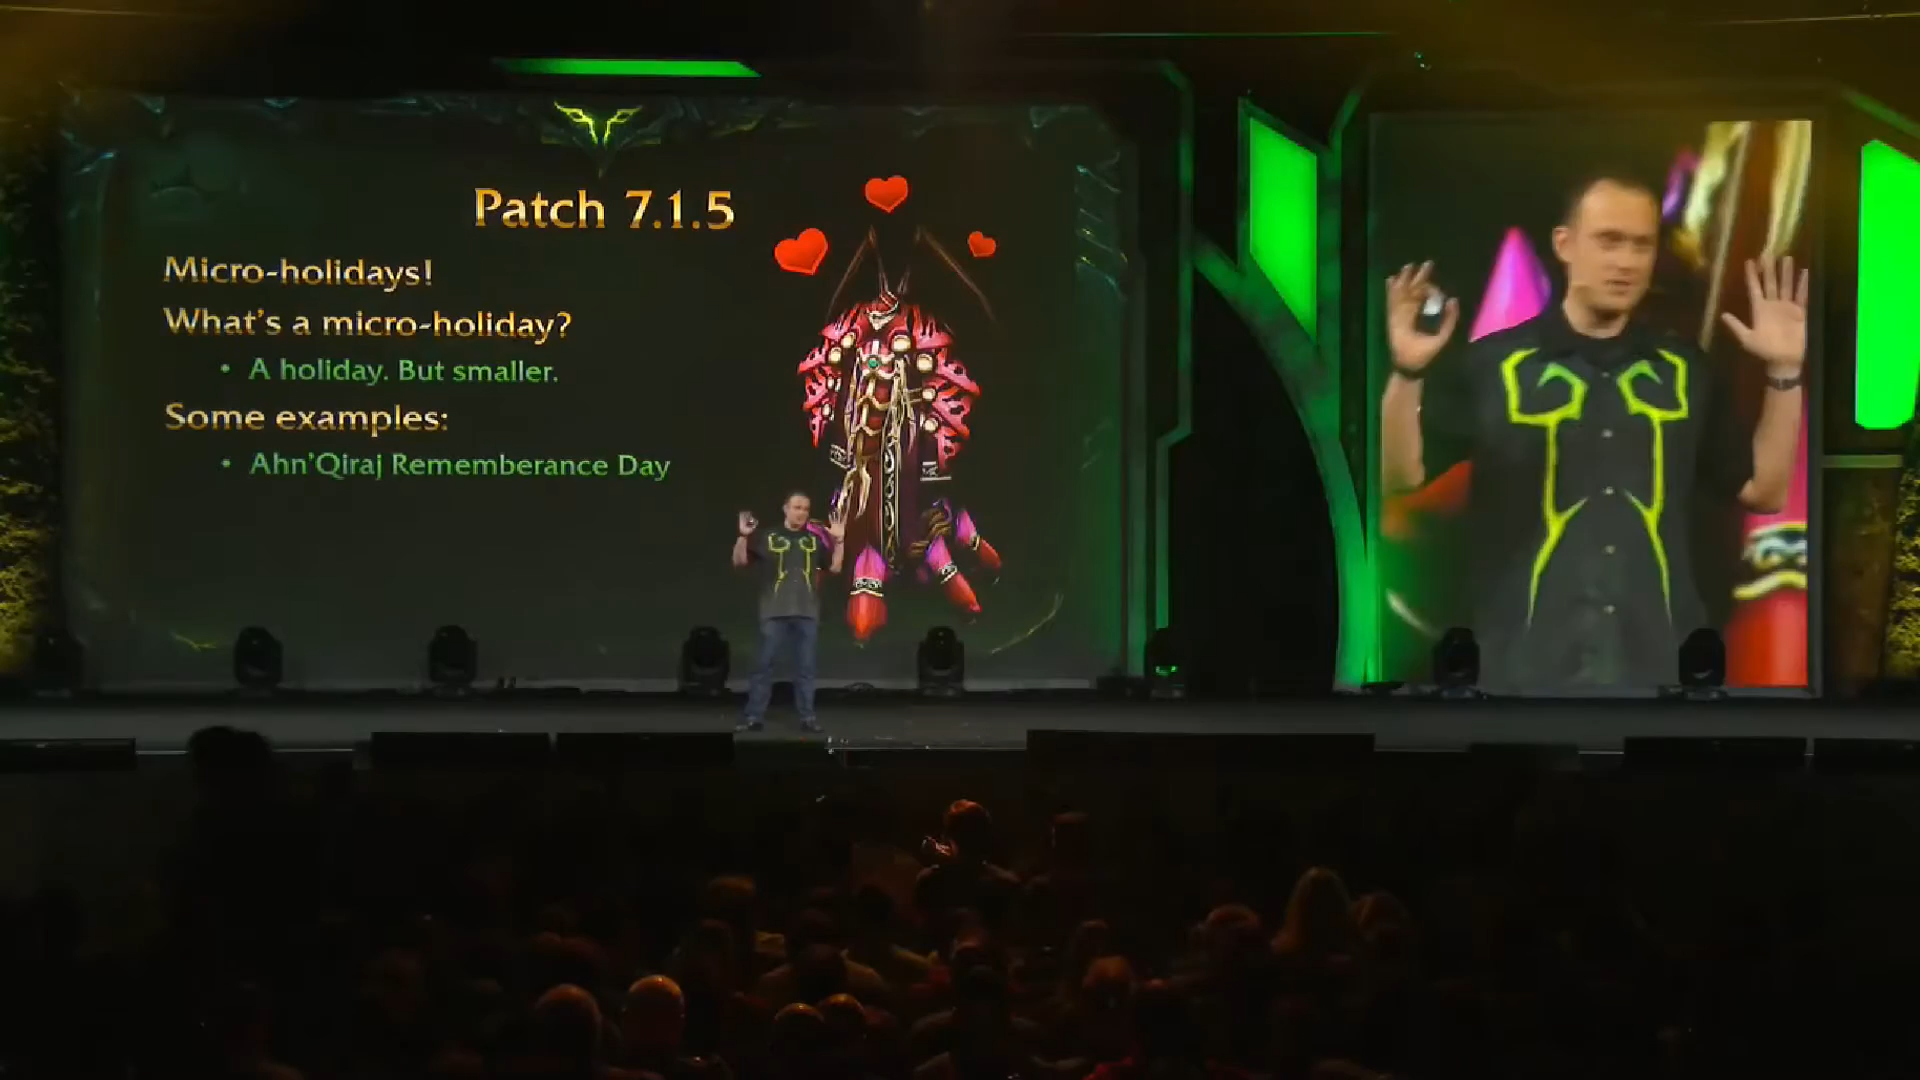 Patch 7.1.5
Micro-holidays!
What's a micro-holiday?
• A holiday. But smaller.
Some examples:
• Ahn'Qiraj Rememberance Day